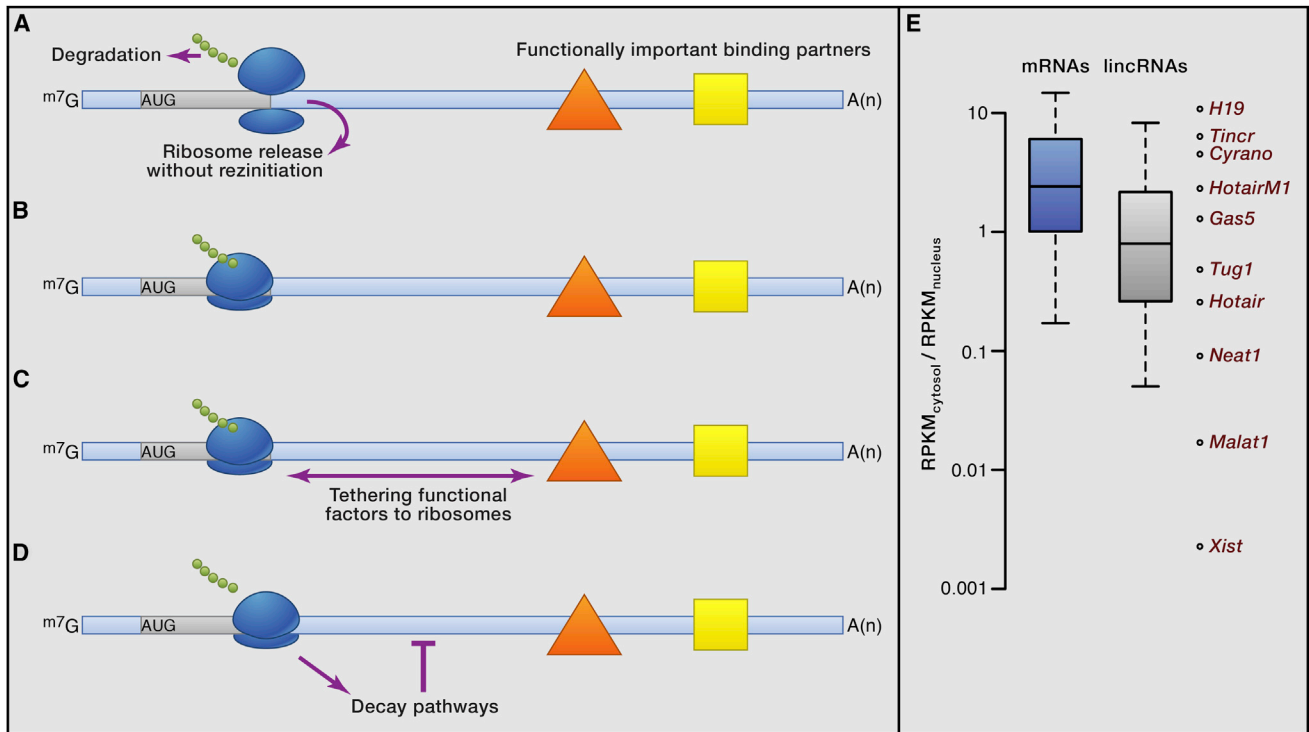 A
Degradation
Functionally important binding partners
m7G
AUG
A(n)
Ribosome release
without rezinitiation
B
m7G
AUG
A(n)
C
m7G
AUG
A(n)
Tethering functional
factors to ribosomes
D
m7G
AUG
A(n)
Decay pathways
E
mRNAs lincRNAs
RPKMcytosol / RPKMnucleus
10
1
0.1
0.01
0.001
H19
Tincr
Cyrano
HotairM1
Gas5
Tug1
Hotair
Neat1
Malat1
Xist